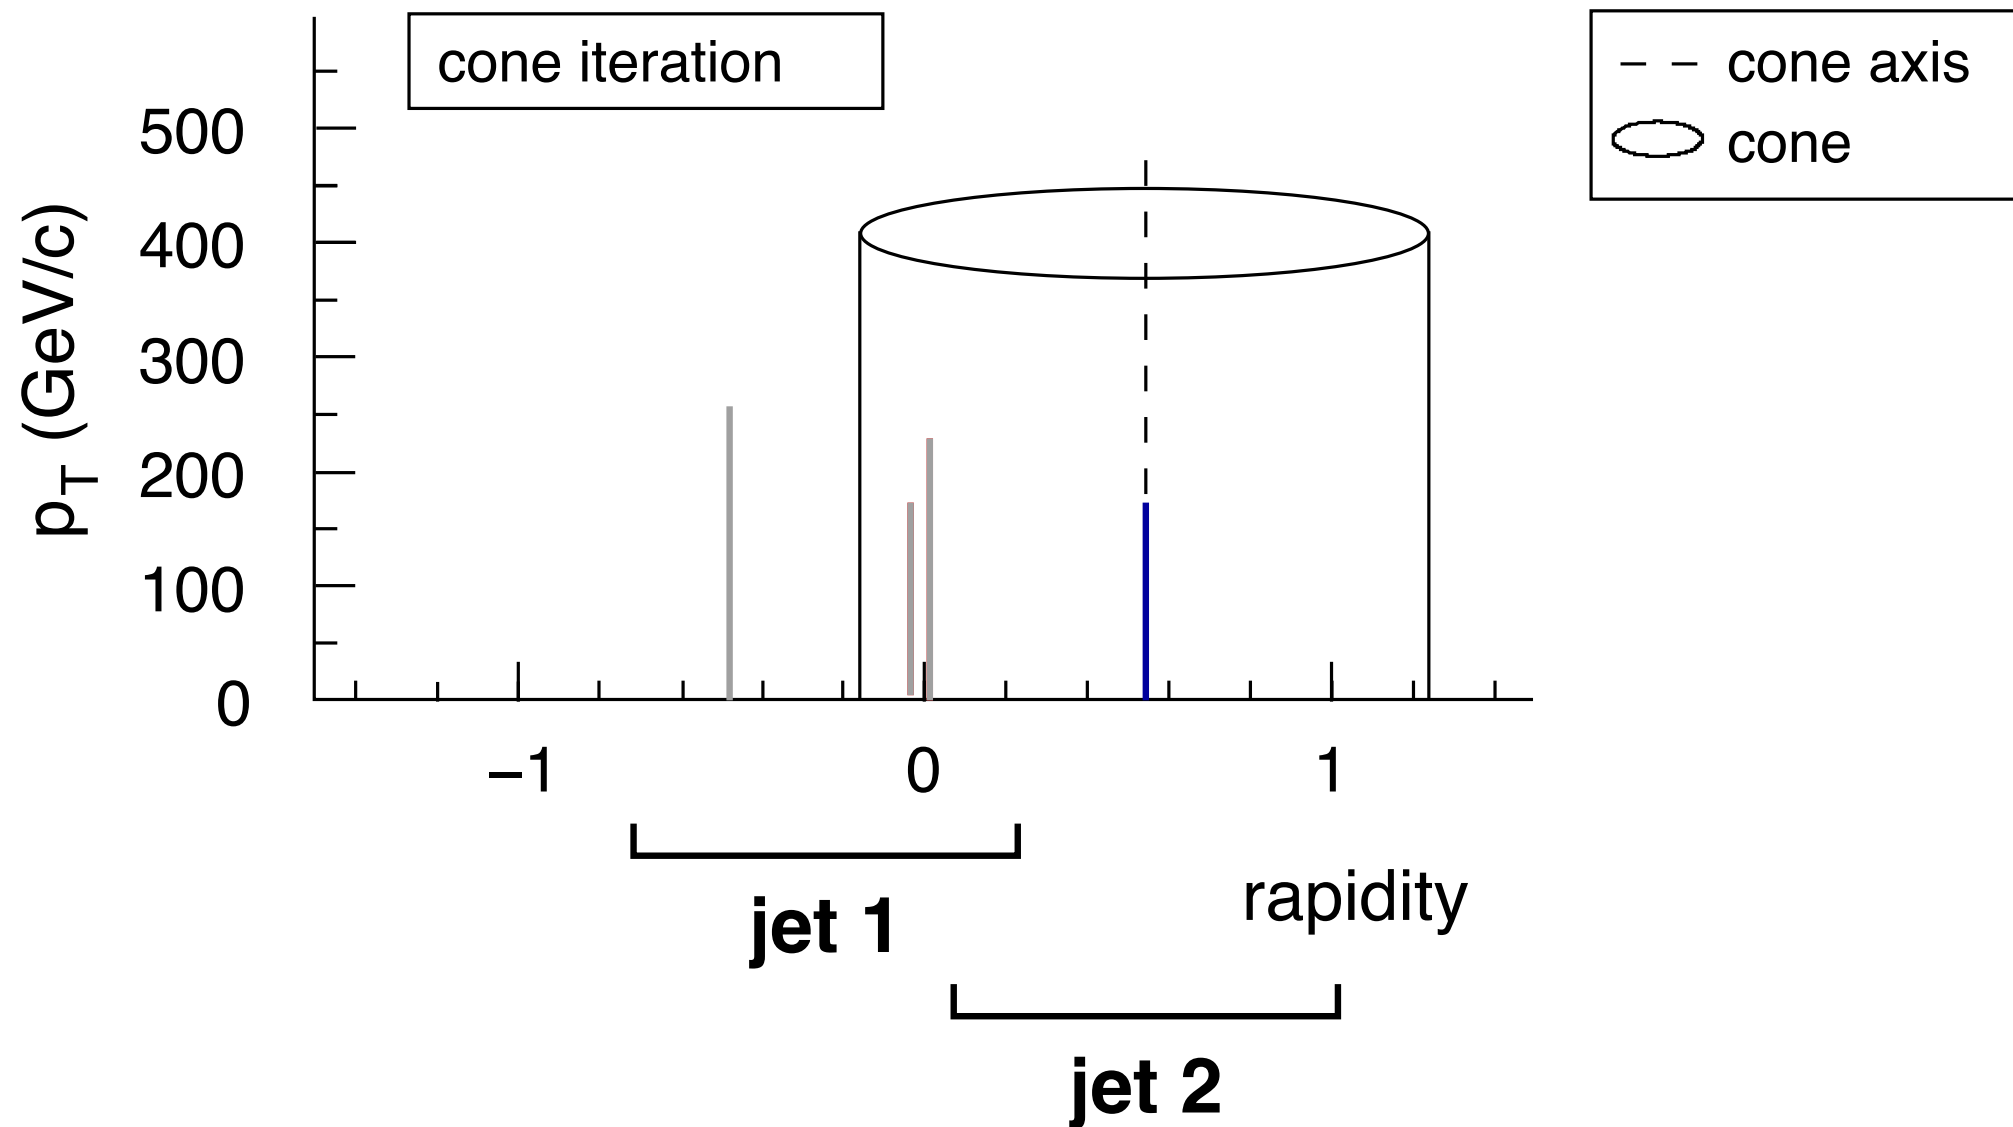 cone iteration
cone axis
cone
500
400
300
200
100
0
p_T (GeV/c)
–1 0 1
jet 1
rapidity
jet 2